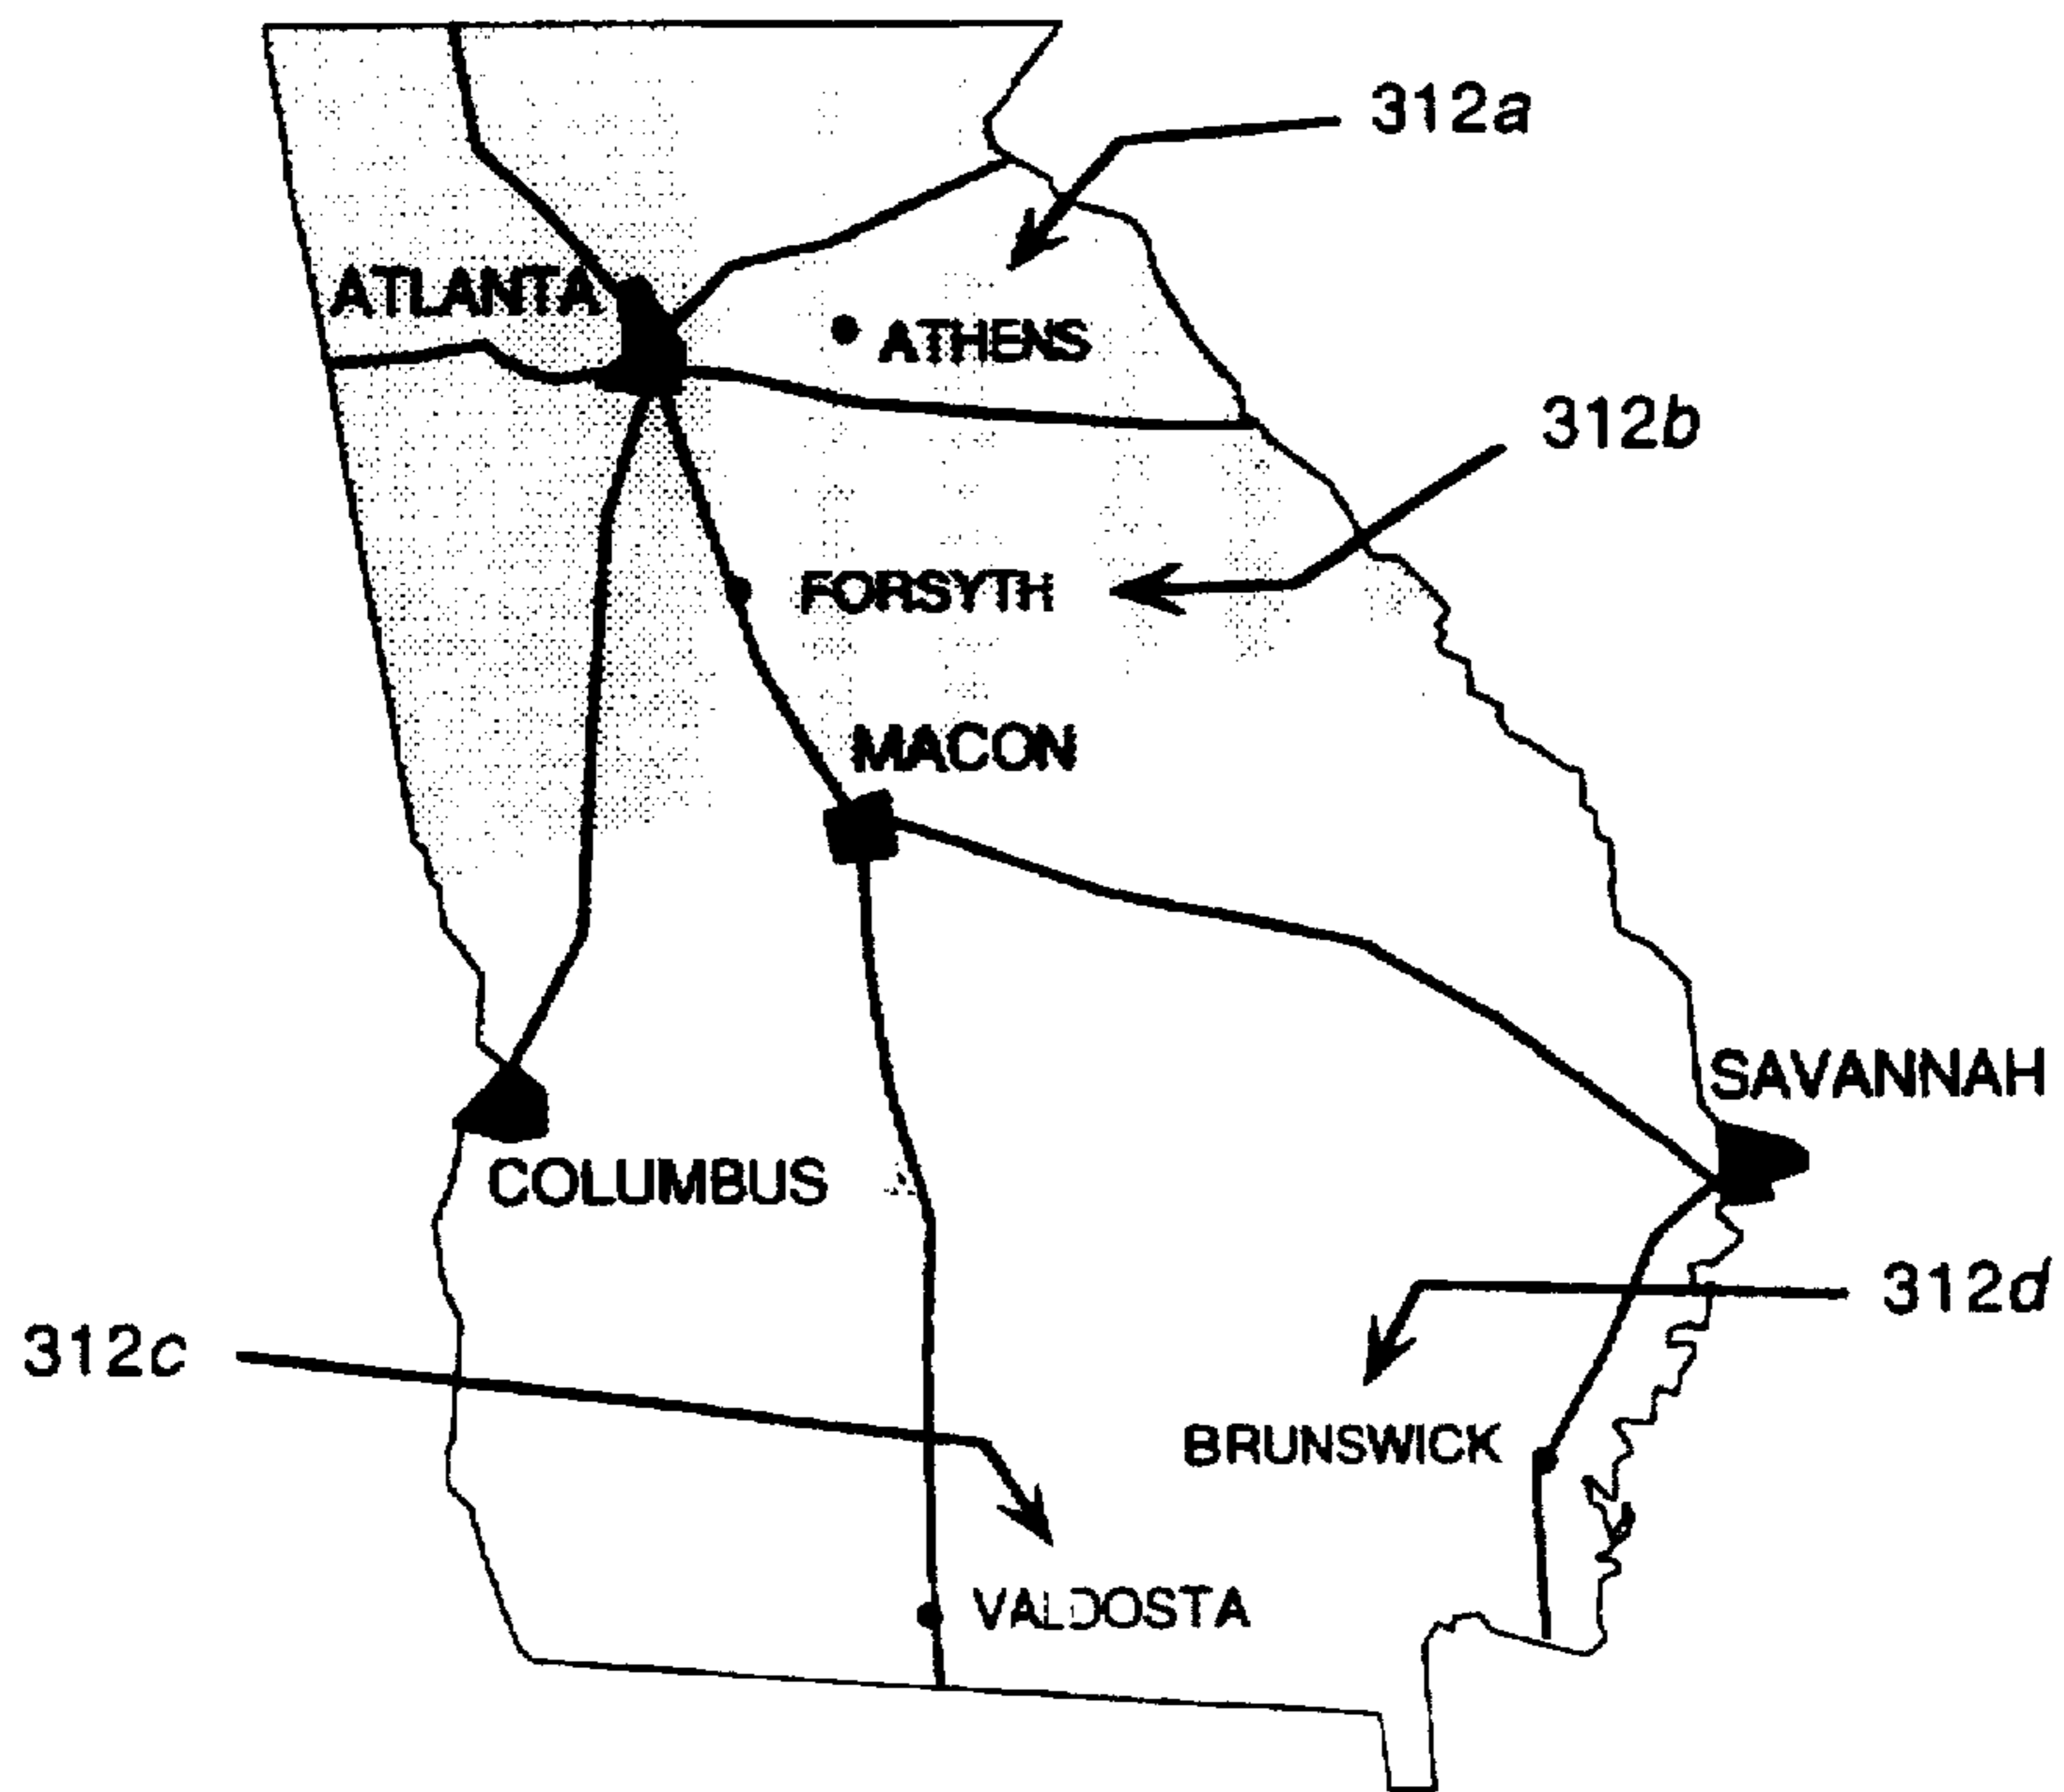 312a
ATLANTA
ATHENS
312b
FORSYTH
MACON
SAVANNAH
COLUMBUS
312d
312c
BRUNSWICK
VALDOSTA